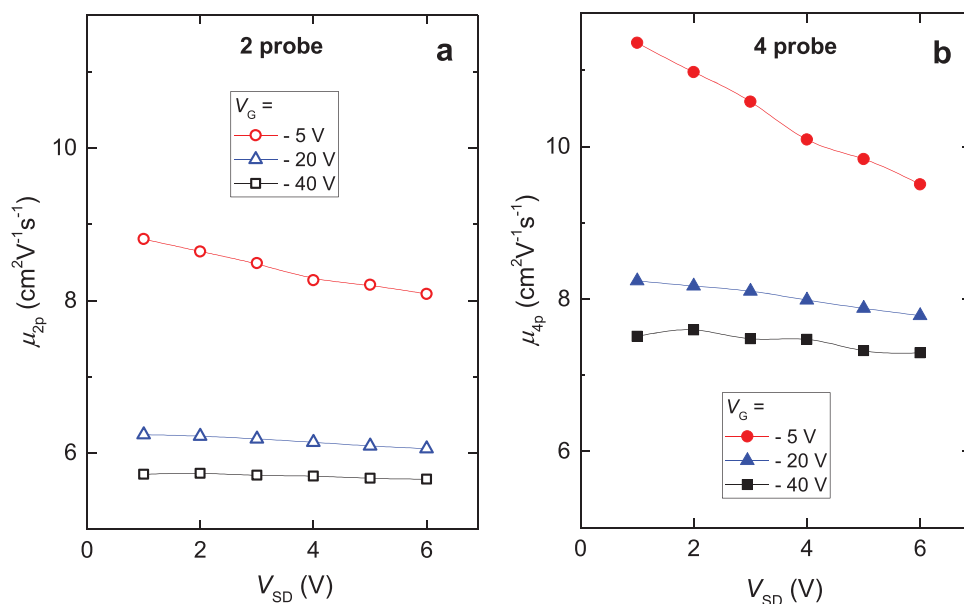 2 probe
a
V_G =
- 5 V
- 20 V
- 40 V
10
8
6
μ_2p (cm²V⁻¹s⁻¹)
0
2
4
6
V_SD (V)
4 probe
b
10
8
6
μ_4p (cm²V⁻¹s⁻¹)
V_G =
- 5 V
- 20 V
- 40 V
0
2
4
6
V_SD (V)